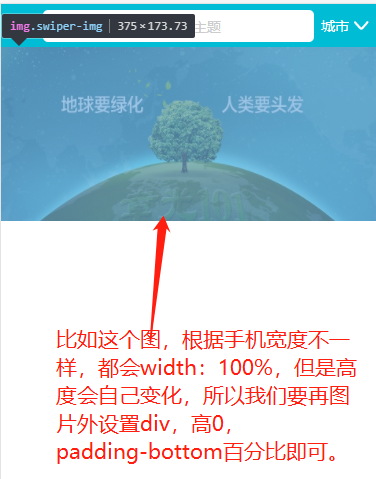 img.swiper-img | 375×173.73 主题 城市
地球要绿化 人类要头发
比如这个图，根据手机宽度不一
样，都会width：100%，但是高
度会自己变化，所以我们要再图
片外设置div，高0，
padding-bottom百分比即可。